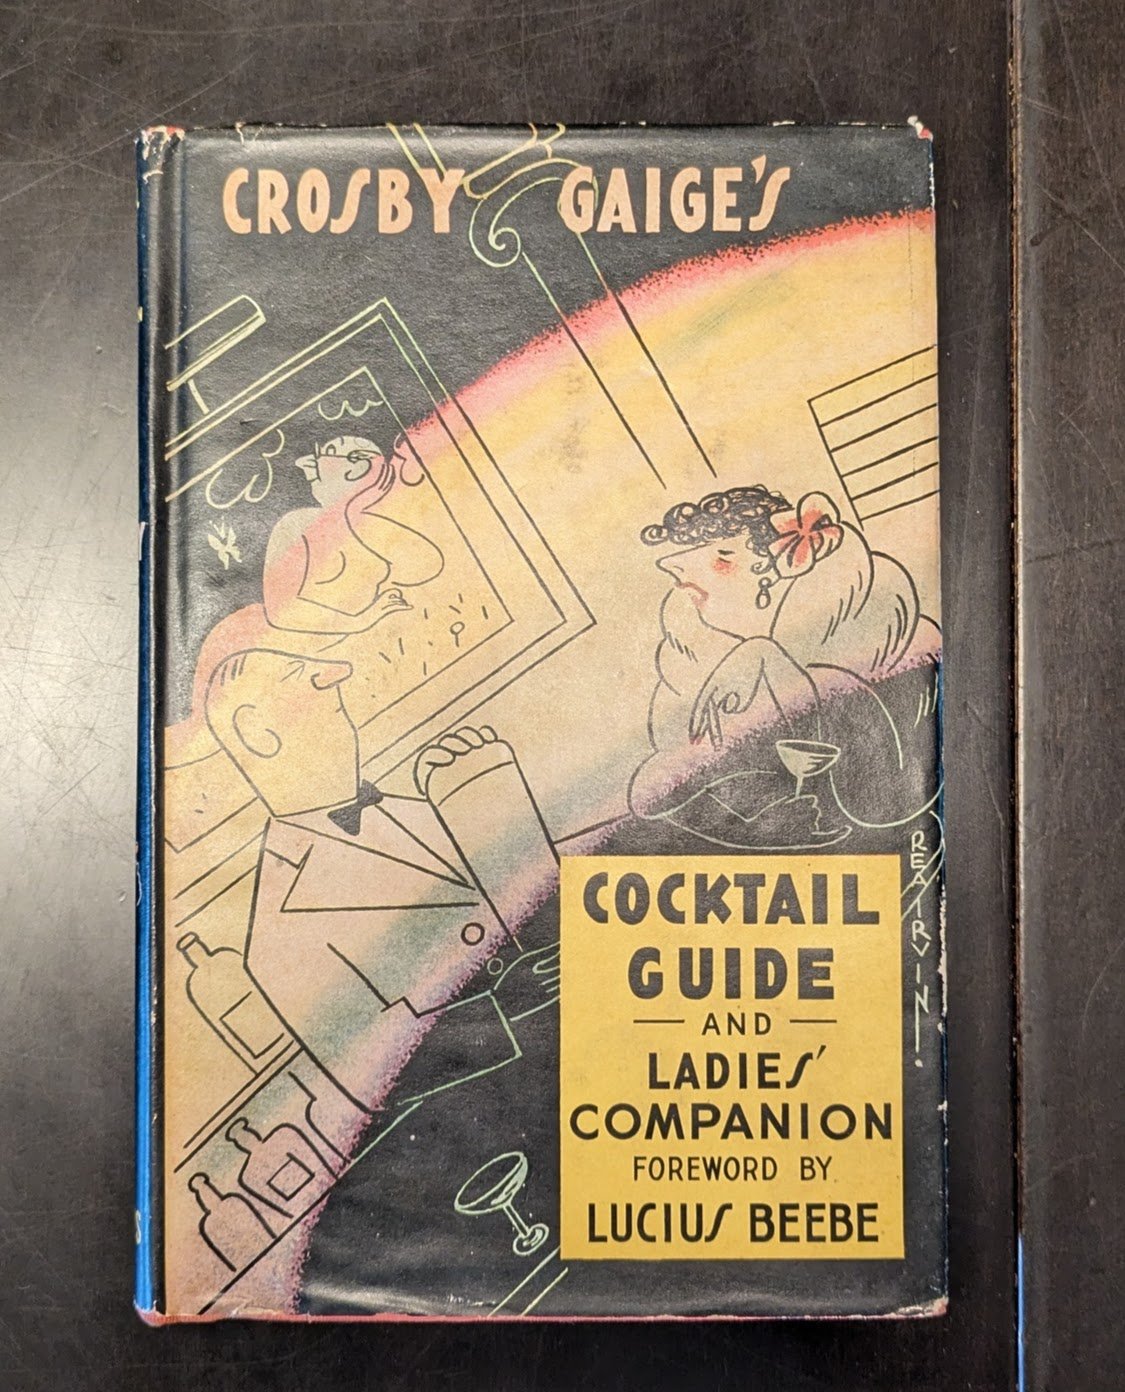 CROSBY GAIGE'S
COCKTAIL
GUIDE
— AND —
LADIES'
COMPANION
FOREWORD BY
LUCIUS BEEBE
REA IRVIN.